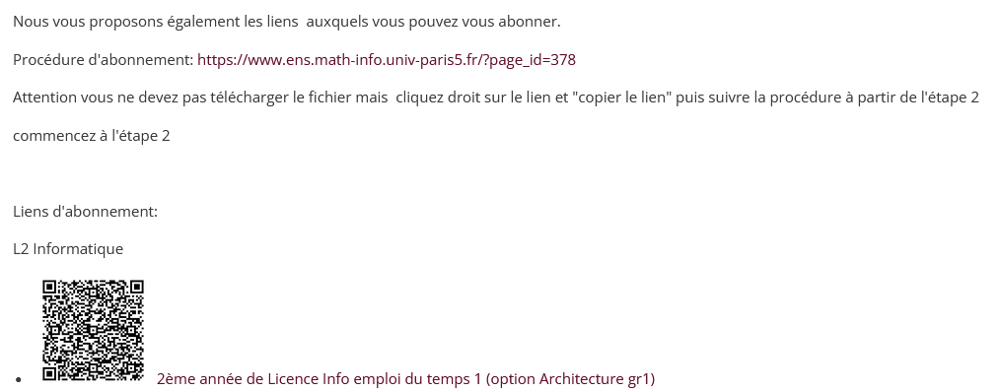 Nous vous proposons également les liens  auxquels vous pouvez vous abonner.
Procédure d'abonnement: https://www.ens.math-info.univ-paris5.fr/?page_id=378
Attention vous ne devez pas télécharger le fichier mais  cliquez droit sur le lien et "copier le lien" puis suivre la procédure à partir de l'étape 2
commencez à l'étape 2
Liens d'abonnement:
L2 Informatique
2ème année de Licence Info emploi du temps 1 (option Architecture gr1)